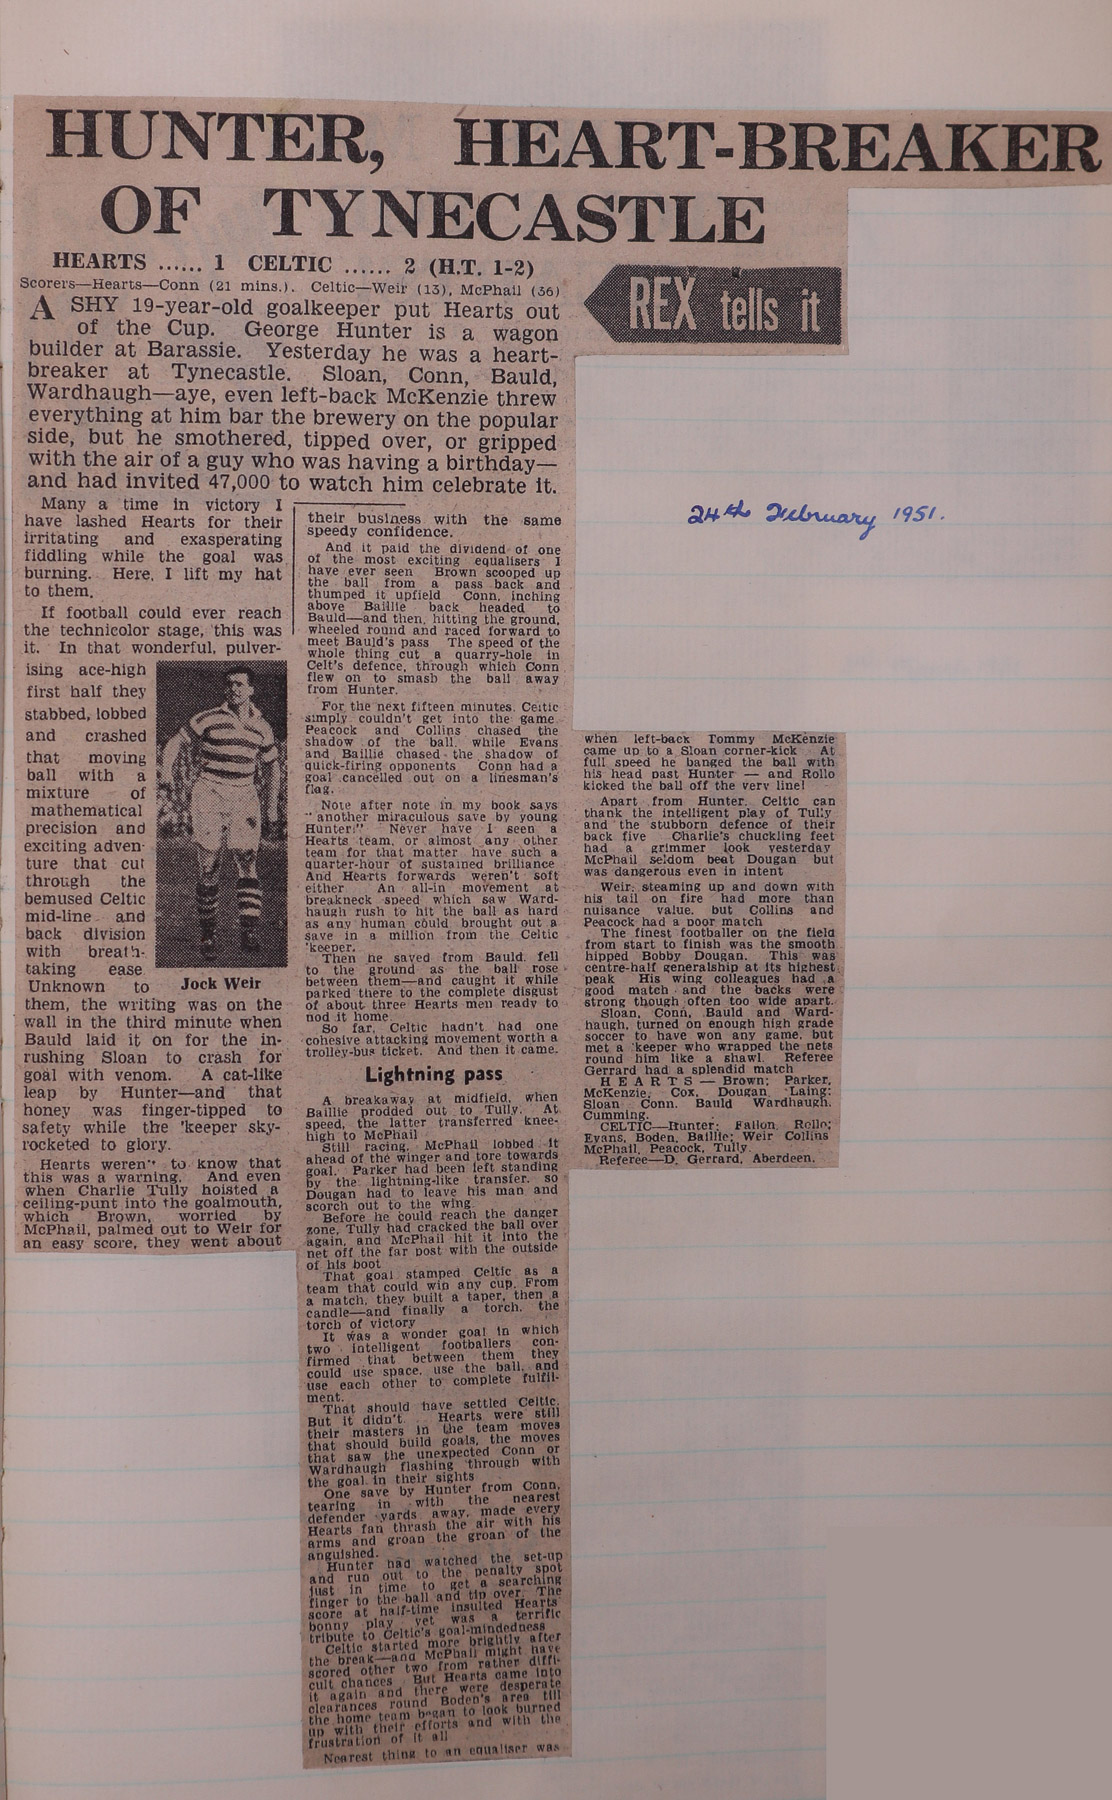 HUNTER, HEART-BREAKER
OF TYNECASTLE
HEARTS ...... 1 CELTIC ...... 2 (H.T. 1-2)
Scorers—Hearts—Conn (21 mins.). Celtic—Weir (13), McPhail (36)
REX tells it
A SHY 19-year-old goalkeeper put Hearts out
of the Cup. George Hunter is a wagon
builder at Barassie. Yesterday he was a heart-
breaker at Tynecastle. Sloan, Conn, Bauld,
Wardhaugh—aye, even left-back McKenzie threw
everything at him bar the brewery on the popular
side, but he smothered, tipped over, or gripped
with the air of a guy who was having a birthday—
and had invited 47,000 to watch him celebrate it.
24th February 1951.
Many a time in victory I
have lashed Hearts for their
irritating and exasperating
fiddling while the goal was
burning. Here, I lift my hat
to them.
If football could ever reach
the technicolor stage, this was
it. In that wonderful, pulver-
ising ace-high
first half they
stabbed, lobbed
and crashed
that moving
ball with a
mixture of
mathematical
precision and
exciting adven-
ture that cut
through the
bemused Celtic
mid-line and
back division
with breath-
taking ease
Unknown to
Jock Weir
them, the writing was on the
wall in the third minute when
Bauld laid it on for the in-
rushing Sloan to crash for
goal with venom. A cat-like
leap by Hunter—and that
honey was finger-tipped to
safety while the 'keeper sky-
rocketed to glory.
Hearts weren't to know that
this was a warning. And even
when Charlie Tully hoisted a
ceiling-punt into the goalmouth,
which Brown, worried by
McPhail, palmed out to Weir for
an easy score, they went about
their business with the same
speedy confidence.
And it paid the dividend of one
of the most exciting equalisers I
have ever seen Brown scooped up
the ball from a pass back and
thumped it upfield Conn, inching
above Baillie back headed to
Bauld—and then, hitting the ground,
wheeled round and raced forward to
meet Bauld's pass The speed of the
whole thing cut a quarry-hole in
Celt's defence, through which Conn
flew on to smash the ball away
from Hunter.
For the next fifteen minutes, Celtic
simply couldn't get into the game.
Peacock and Collins chased the
shadow of the ball, while Evans
and Baillie chased the shadow of
quick-firing opponents Conn had a
goal cancelled out on a linesman's
flag.
Note after note in my book says
"another miraculous save by young
Hunter." Never have I seen a
Hearts team, or almost any other
team for that matter have such a
quarter-hour of sustained brilliance
And Hearts forwards weren't soft
either An all-in movement at
breakneck speed which saw Ward-
haugh rush to hit the ball as hard
as any human could brought out a
save in a million from the Celtic
'keeper.
Then he saved from Bauld, fell
to the ground as the ball rose
between them—and caught it while
parked there to the complete disgust
of about three Hearts men ready to
nod it home.
So far, Celtic hadn't had one
cohesive attacking movement worth a
trolley-bus ticket. And then it came.
Lightning pass
A breakaway at midfield, when
Baillie prodded out to Tully. At
speed, the latter transferred knee-
high to McPhail
Still racing, McPhail lobbed it
ahead of the winger and tore towards
goal. Parker had been left standing
by the lightning-like transfer, so
Dougan had to leave his man and
scorch out to the wing
Before he could reach the danger
zone, Tully had cracked the ball over
again, and McPhail hit it into the
net off the far post with the outside
of his boot
That goal stamped Celtic as a
team that could win any cup. From
a match, they built a taper, then a
candle—and finally a torch, the
torch of victory
It was a wonder goal in which
two intelligent footballers con-
firmed that between them they
could use space, use the ball, and
use each other to complete fulfil-
ment.
That should have settled Celtic.
But it didn't. Hearts were still
their masters in the team moves
that should build goals, the moves
that saw the unexpected Conn or
Wardhaugh flashing through with
the goal in their sights
One save by Hunter from Conn,
tearing in with the nearest
defender yards away, made every
Hearts fan thrash the air with his
arms and groan the groan of the
anguished.
Hunter had watched the set-up
and run out to the penalty spot
just in time to get a searching
finger to the ball and tip over. The
score at half-time insulted Hearts'
bonny play yet was a terrific
tribute to Celtic's goal-mindedness
Celtic started more brightly after
the break—and McPhail might have
scored other two from rather diffi-
cult chances But Hearts came into
it again and there were desperate
clearances round Boden's area till
the home team began to look burned
up with their efforts and with the
frustration of it all
Nearest thing to an equaliser was
when left-back Tommy McKenzie
came up to a Sloan corner-kick At
full speed he banged the ball with
his head past Hunter — and Rollo
kicked the ball off the very line!
Apart from Hunter, Celtic can
thank the intelligent play of Tully
and the stubborn defence of their
back five Charlie's chuckling feet
had a grimmer look yesterday
McPhail seldom beat Dougan but
was dangerous even in intent
Weir, steaming up and down with
his tail on fire had more than
nuisance value, but Collins and
Peacock had a poor match
The finest footballer on the field
from start to finish was the smooth
hipped Bobby Dougan. This was
centre-half generalship at its highest
peak His wing colleagues had a
good match and the backs were
strong though often too wide apart.
Sloan, Conn, Bauld and Ward-
haugh, turned on enough high grade
soccer to have won any game, but
met a 'keeper who wrapped the nets
round him like a shawl. Referee
Gerrard had a splendid match
HEARTS — Brown; Parker,
McKenzie, Cox, Dougan Laing;
Sloan Conn, Bauld Wardhaugh,
Cumming.
CELTIC—Hunter; Fallon, Rollo;
Evans, Boden, Baillie; Weir Collins
McPhail, Peacock, Tully.
Referee—D. Gerrard, Aberdeen.